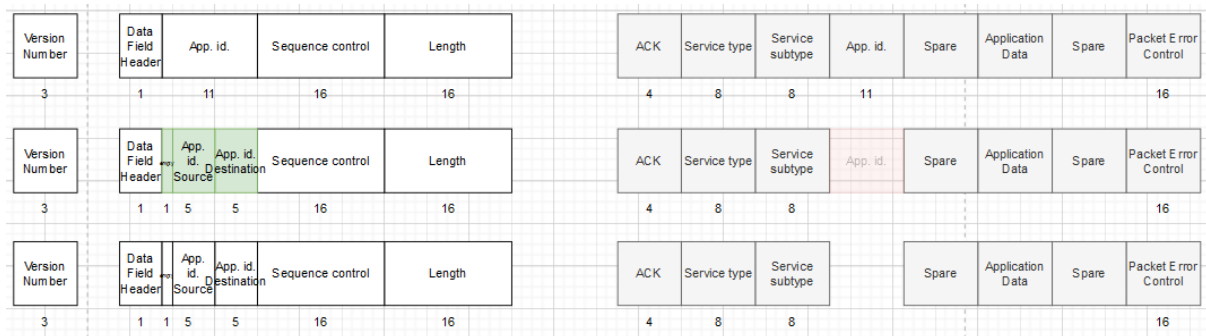 Version Number
Data Field Header
App. id.
Sequence control
Length
ACK
Service type
Service subtype
App. id.
Spare
Application Data
Spare
Packet Error Control
3 1 11 16 16 4 8 8 11 16
Version Number
Data Field Header
App. id. Source
App. id. Destination
Sequence control
Length
ACK
Service type
Service subtype
App. id.
Spare
Application Data
Spare
Packet Error Control
3 1 1 5 5 16 16 4 8 8 16
Version Number
Data Field Header
App. id. Source
App. id. Destination
Sequence control
Length
ACK
Service type
Service subtype
Spare
Application Data
Spare
Packet Error Control
3 1 1 5 5 16 16 4 8 8 16